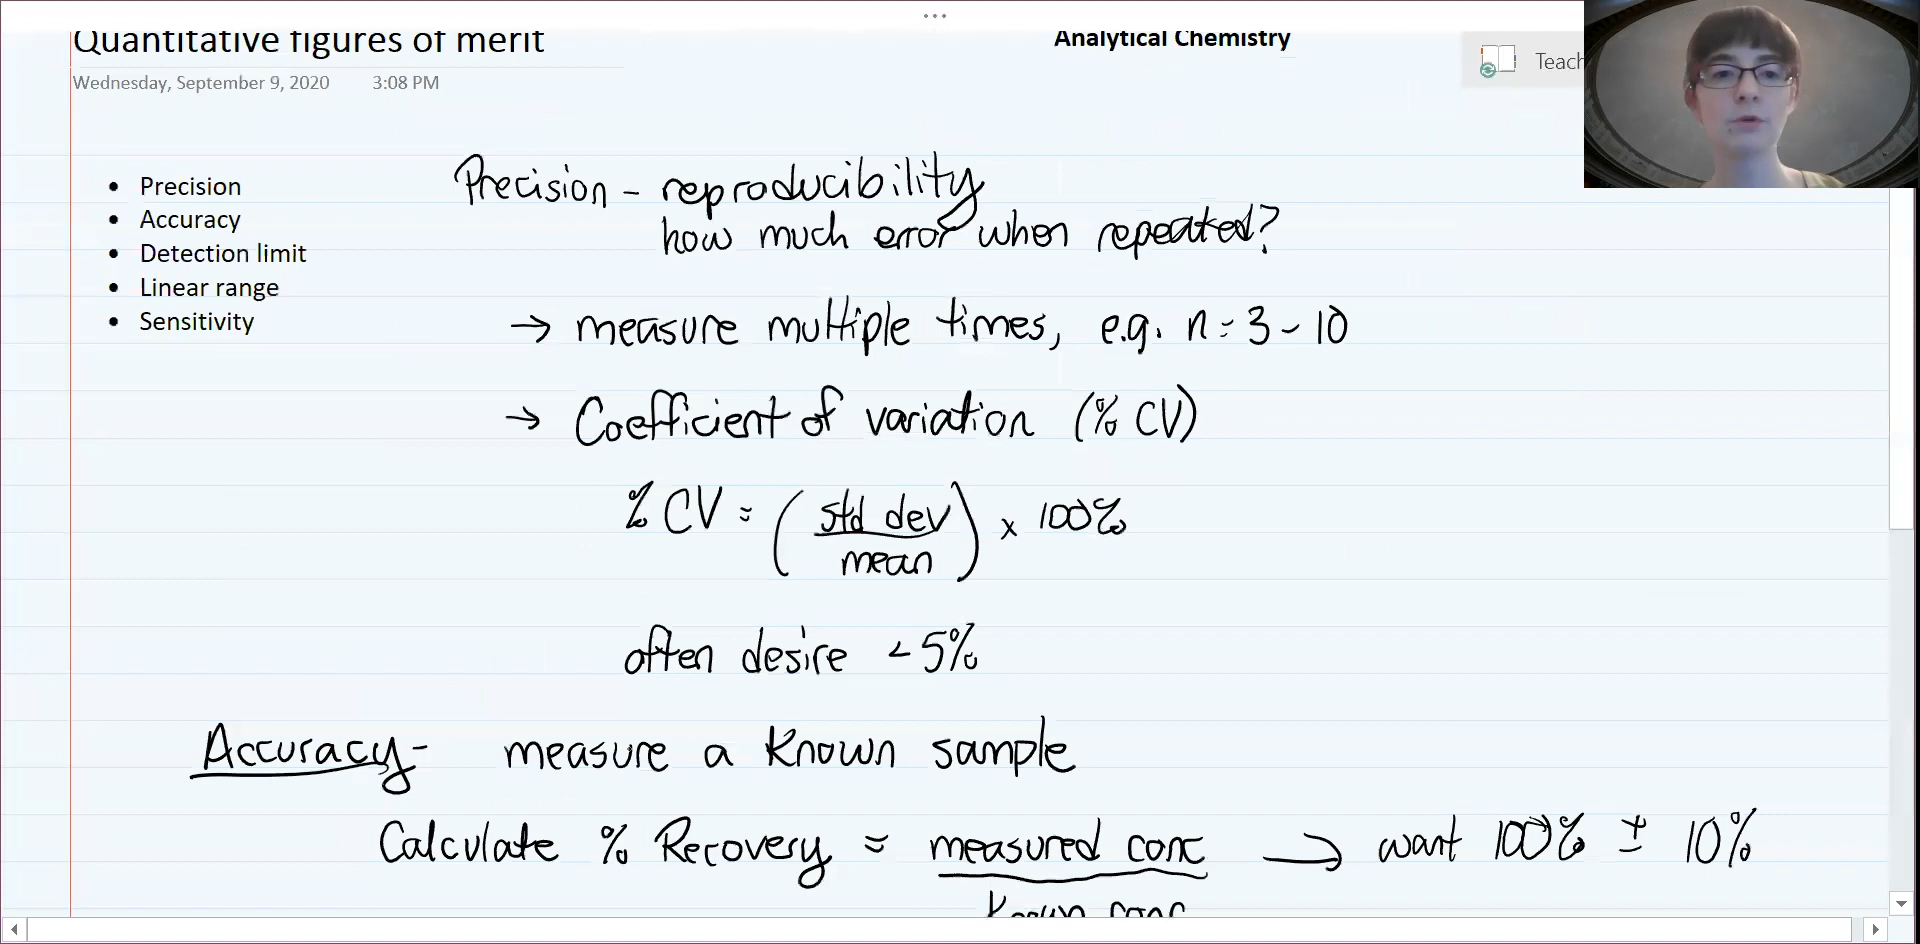 Quantitative figures of merit
Analytical Chemistry
Teach
Wednesday, September 9, 2020 3:08 PM
• Precision
• Accuracy
• Detection limit
• Linear range
• Sensitivity
Precision - reproducibility
how much error when repeated?
→ measure multiple times, e.g. n = 3 - 10
→ Coefficient of variation (% CV)
% CV = (std dev / mean) x 100%
often desire < 5%
Accuracy - measure a known sample
Calculate % Recovery = measured conc → want 100% ± 10%
known conc